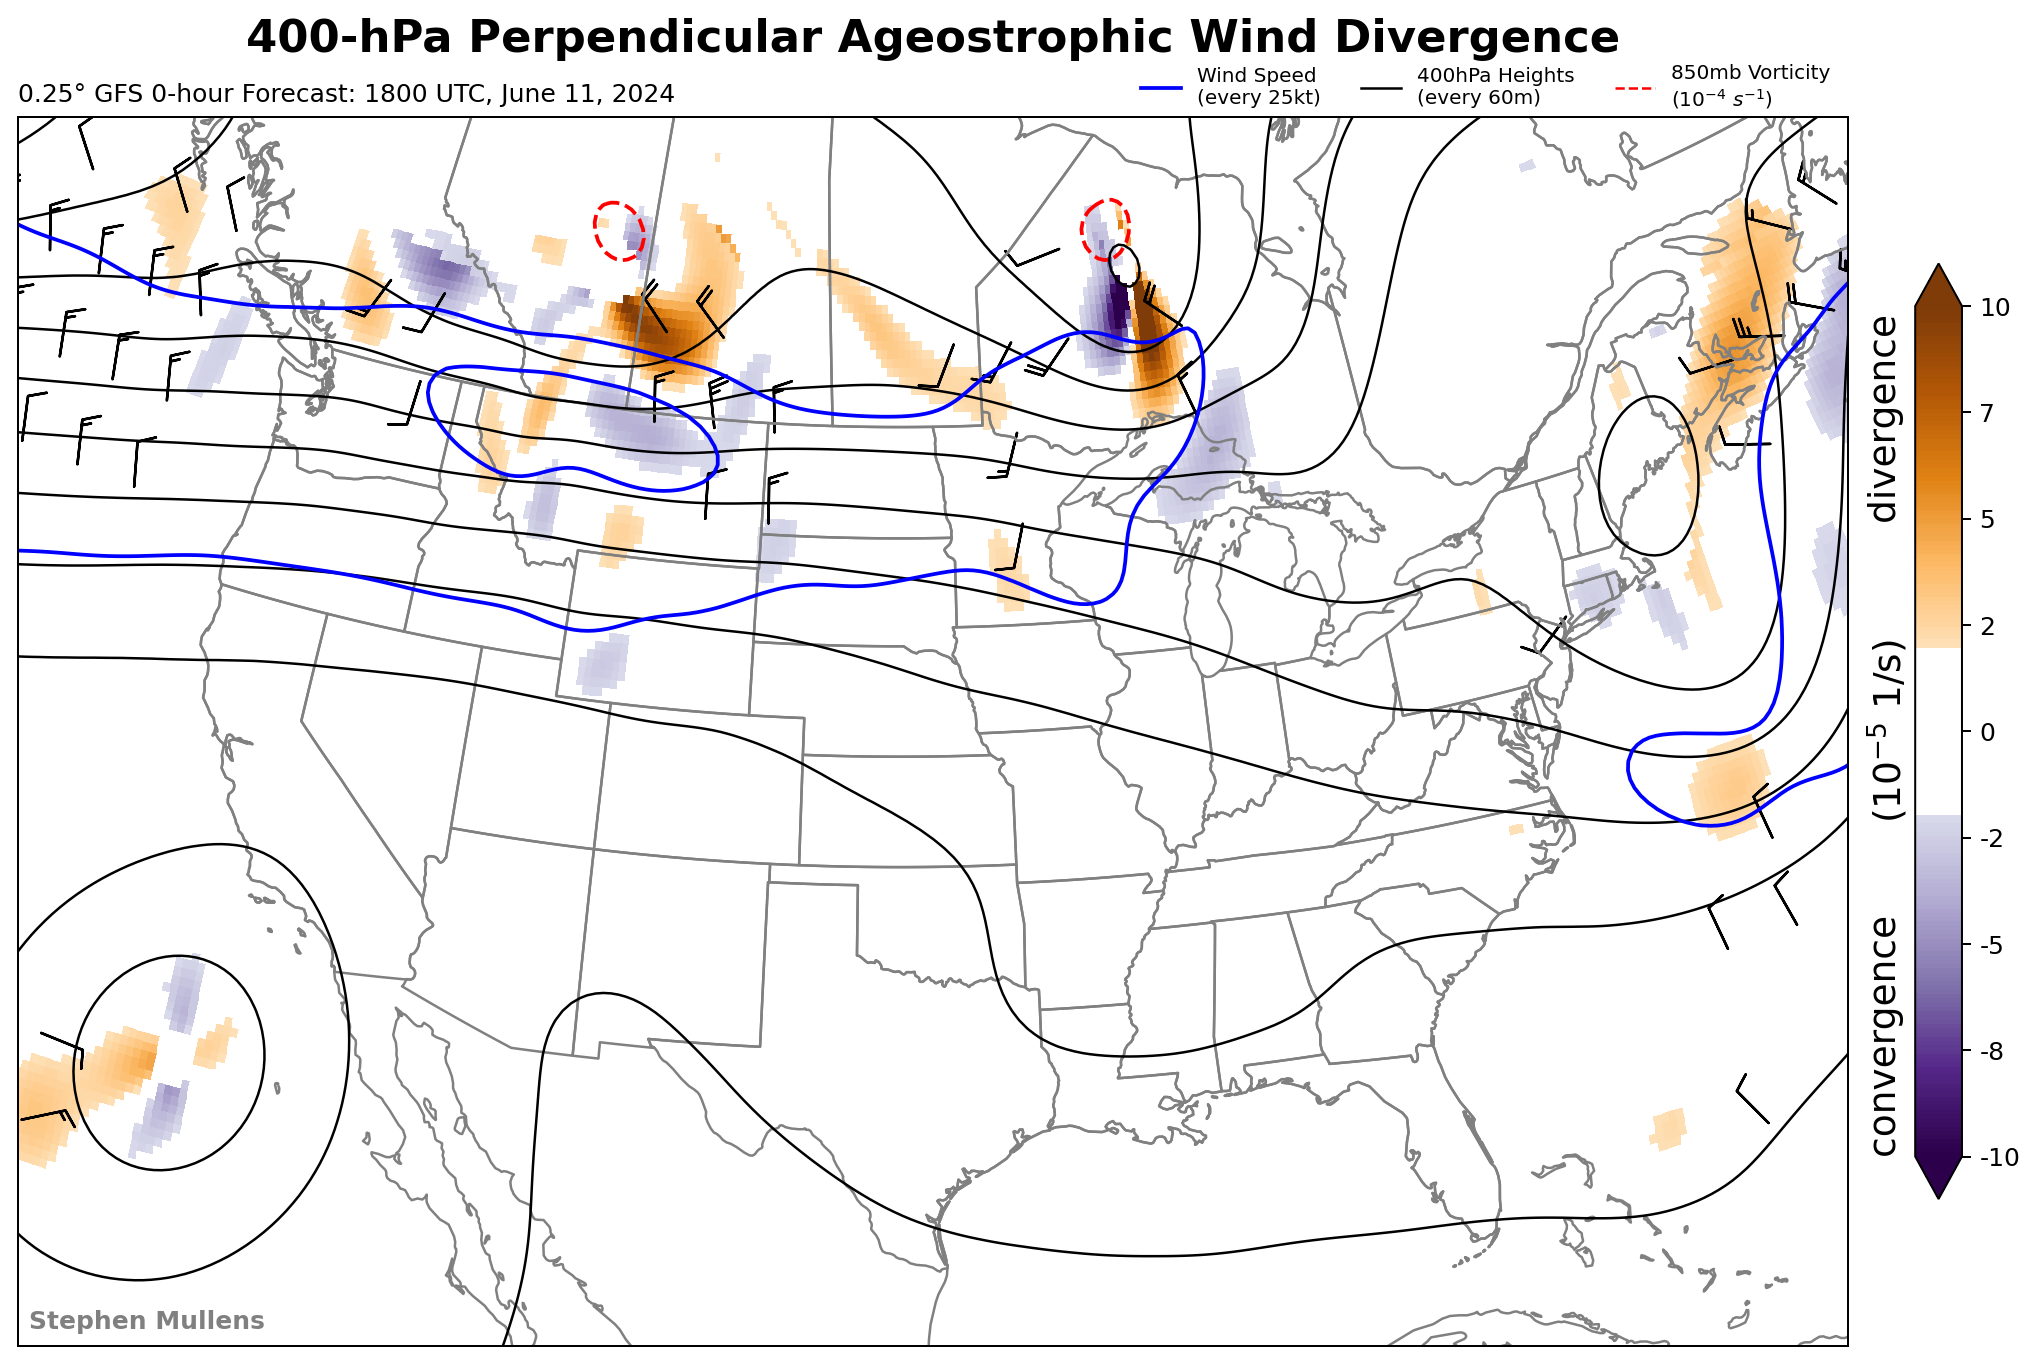 400-hPa Perpendicular Ageostrophic Wind Divergence
0.25° GFS 0-hour Forecast: 1800 UTC, June 11, 2024
Wind Speed
(every 25kt)
400hPa Heights
(every 60m)
850mb Vorticity
(10⁻⁴ s⁻¹)
10
7
5
2
0
-2
-5
-8
-10
convergence (10⁻⁵ 1/s) divergence
Stephen Mullens